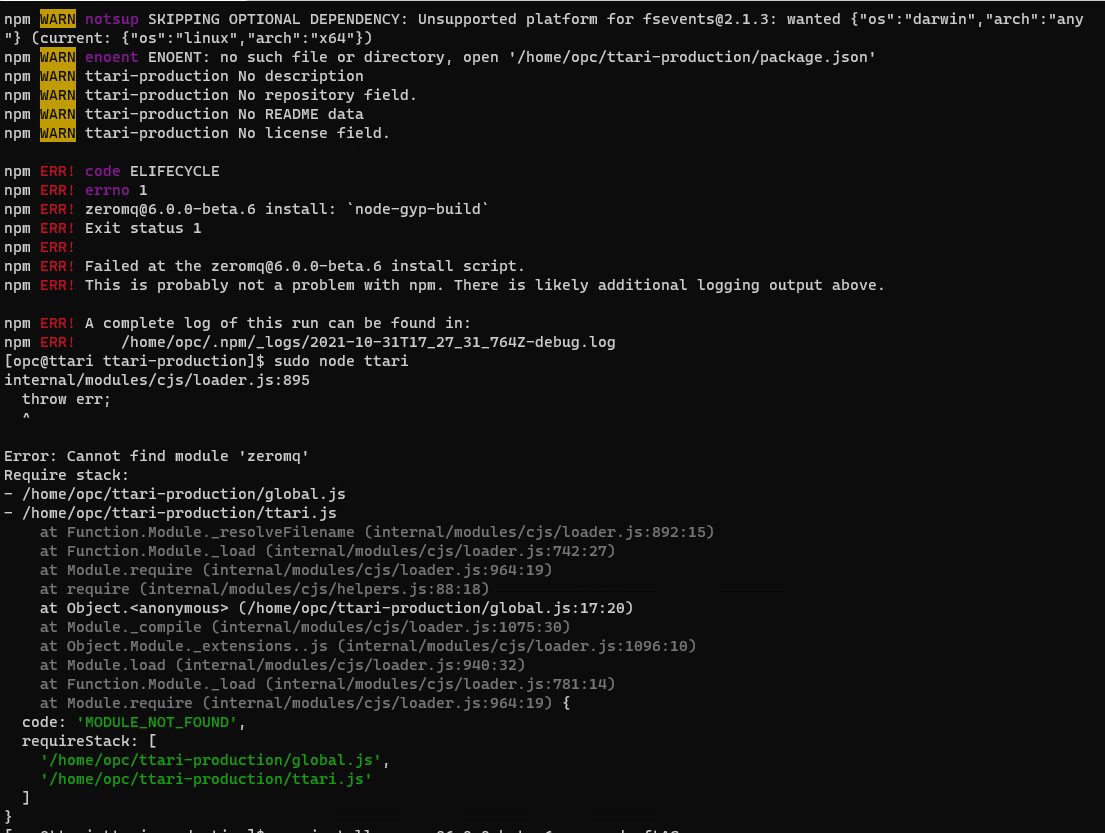 npm WARN notsup SKIPPING OPTIONAL DEPENDENCY: Unsupported platform for fsevents@2.1.3: wanted {"os":"darwin","arch":"any
"} (current: {"os":"linux","arch":"x64"})
npm WARN enoent ENOENT: no such file or directory, open '/home/opc/ttari-production/package.json'
npm WARN ttari-production No description
npm WARN ttari-production No repository field.
npm WARN ttari-production No README data
npm WARN ttari-production No license field.
npm ERR! code ELIFECYCLE
npm ERR! errno 1
npm ERR! zeromq@6.0.0-beta.6 install: `node-gyp-build`
npm ERR! Exit status 1
npm ERR!
npm ERR! Failed at the zeromq@6.0.0-beta.6 install script.
npm ERR! This is probably not a problem with npm. There is likely additional logging output above.
npm ERR! A complete log of this run can be found in:
npm ERR!     /home/opc/.npm/_logs/2021-10-31T17_27_31_764Z-debug.log
[opc@ttari ttari-production]$ sudo node ttari
internal/modules/cjs/loader.js:895
  throw err;
  ^
Error: Cannot find module 'zeromq'
Require stack:
- /home/opc/ttari-production/global.js
- /home/opc/ttari-production/ttari.js
    at Function.Module._resolveFilename (internal/modules/cjs/loader.js:892:15)
    at Function.Module._load (internal/modules/cjs/loader.js:742:27)
    at Module.require (internal/modules/cjs/loader.js:964:19)
    at require (internal/modules/cjs/helpers.js:88:18)
    at Object.<anonymous> (/home/opc/ttari-production/global.js:17:20)
    at Module._compile (internal/modules/cjs/loader.js:1075:30)
    at Object.Module._extensions..js (internal/modules/cjs/loader.js:1096:10)
    at Module.load (internal/modules/cjs/loader.js:940:32)
    at Function.Module._load (internal/modules/cjs/loader.js:781:14)
    at Module.require (internal/modules/cjs/loader.js:964:19) {
  code: 'MODULE_NOT_FOUND',
  requireStack: [
    '/home/opc/ttari-production/global.js',
    '/home/opc/ttari-production/ttari.js'
  ]
}